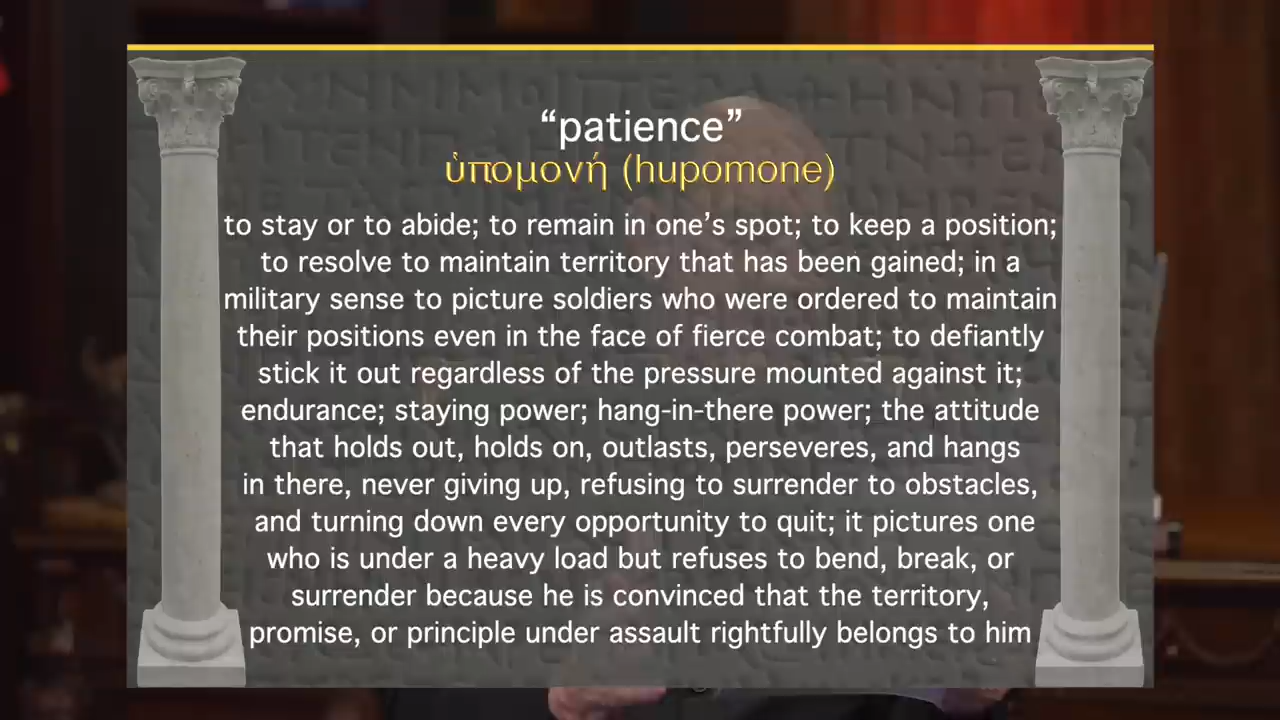 “patience”
ὑπομονή (hupomone)
to stay or to abide; to remain in one’s spot; to keep a position;
to resolve to maintain territory that has been gained; in a
military sense to picture soldiers who were ordered to maintain
their positions even in the face of fierce combat; to defiantly
stick it out regardless of the pressure mounted against it;
endurance; staying power; hang-in-there power; the attitude
that holds out, holds on, outlasts, perseveres, and hangs
in there, never giving up, refusing to surrender to obstacles,
and turning down every opportunity to quit; it pictures one
who is under a heavy load but refuses to bend, break, or
surrender because he is convinced that the territory,
promise, or principle under assault rightfully belongs to him